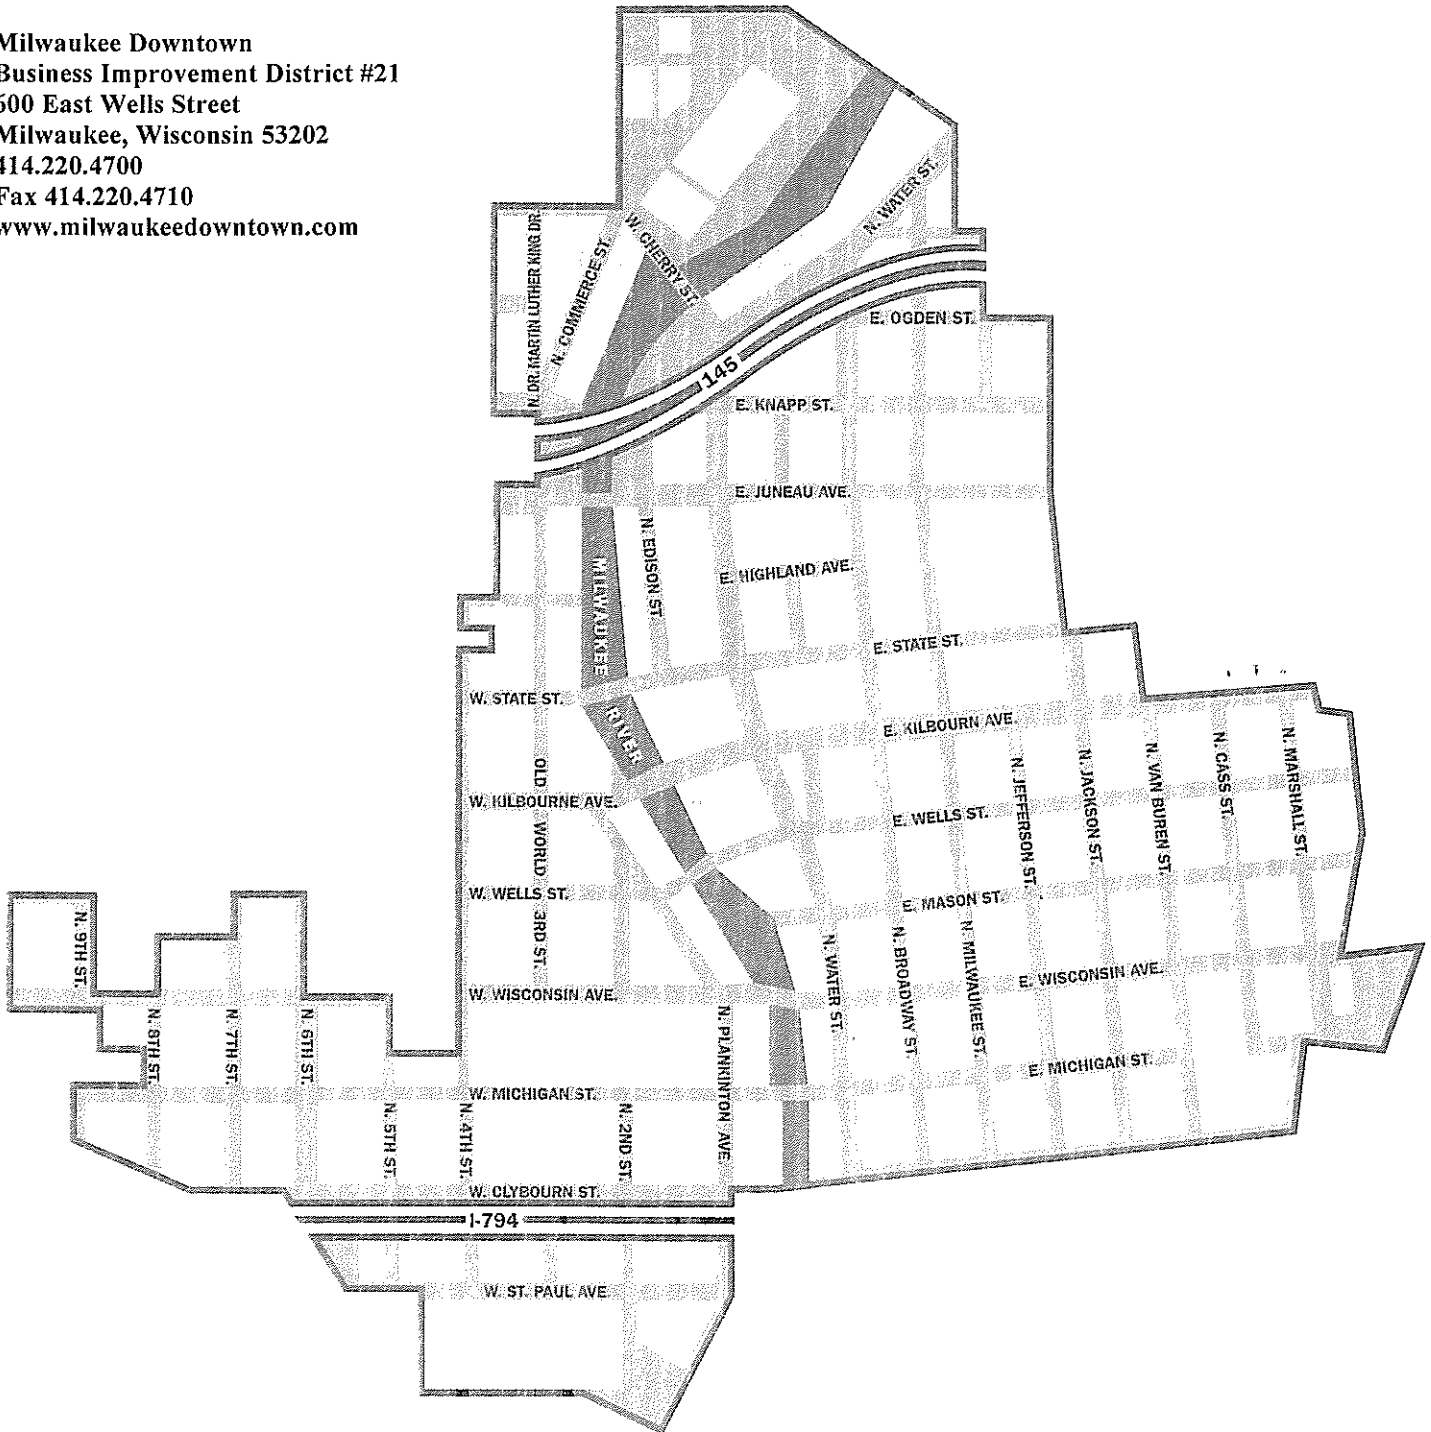 Milwaukee Downtown
Business Improvement District #21
600 East Wells Street
Milwaukee, Wisconsin 53202
414.220.4700
Fax 414.220.4710
www.milwaukeedowntown.com
N. DR. MARTIN LUTHER KING DR.
N. COMMERCE ST.
W. CHERRY ST.
N. WATER ST.
145
E. OGDEN ST.
E. KNAPP ST.
E. JUNEAU AVE.
N. EDISON ST.
E. HIGHLAND AVE.
MILWAUKEE RIVER
E. STATE ST.
W. STATE ST.
E. KILBOURN AVE.
OLD WORLD 3RD ST.
W. KILBOURNE AVE.
E. WELLS ST.
N. JEFFERSON ST.
N. JACKSON ST.
N. VAN BUREN ST.
N. CASS ST.
N. MARSHALL ST.
W. WELLS ST.
E. MASON ST.
N. 9TH ST.
N. WATER ST.
N. BROADWAY ST.
N. MILWAUKEE ST.
E. WISCONSIN AVE.
W. WISCONSIN AVE.
N. 8TH ST.
N. 7TH ST.
N. 6TH ST.
N. PLANKINTON AVE
E. MICHIGAN ST.
W. MICHIGAN ST.
N. 5TH ST.
N. 4TH ST.
N. 2ND ST.
W. CLYBOURN ST.
I-794
W. ST. PAUL AVE.